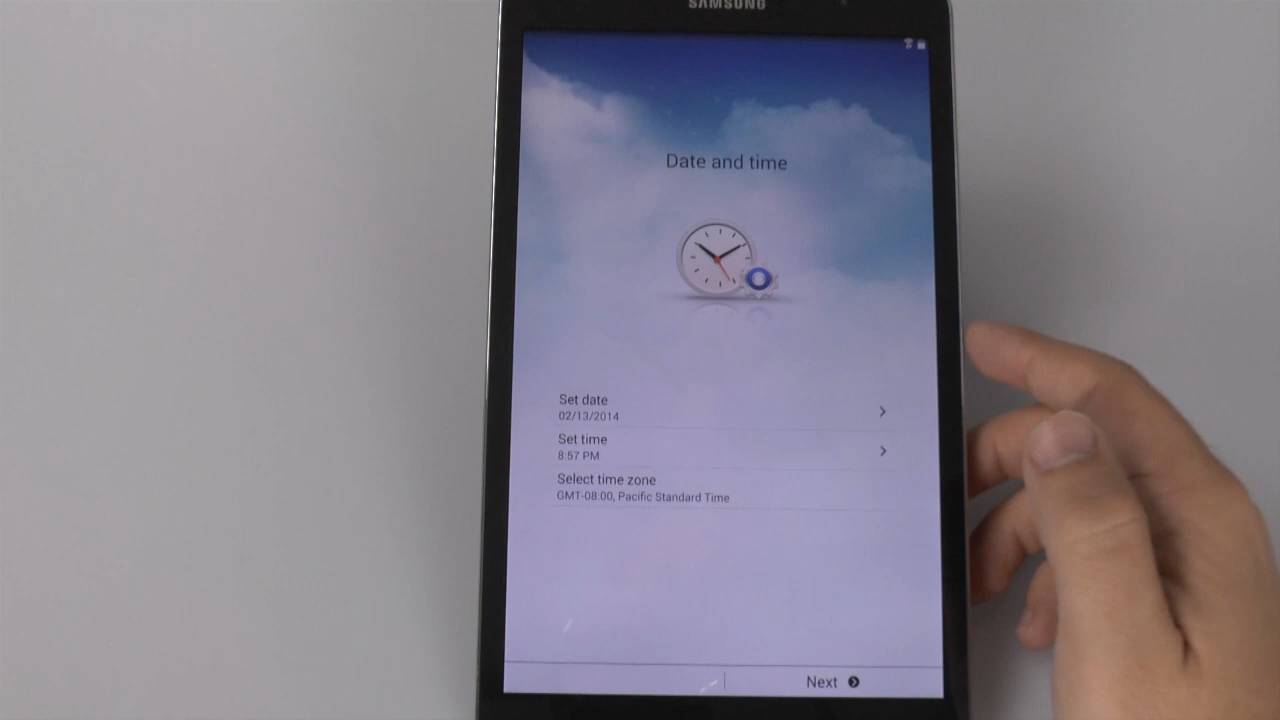 SAMSUNG
Date and time
Set date
02/13/2014
Set time
8:57 PM
Select time zone
GMT-08:00, Pacific Standard Time
Next